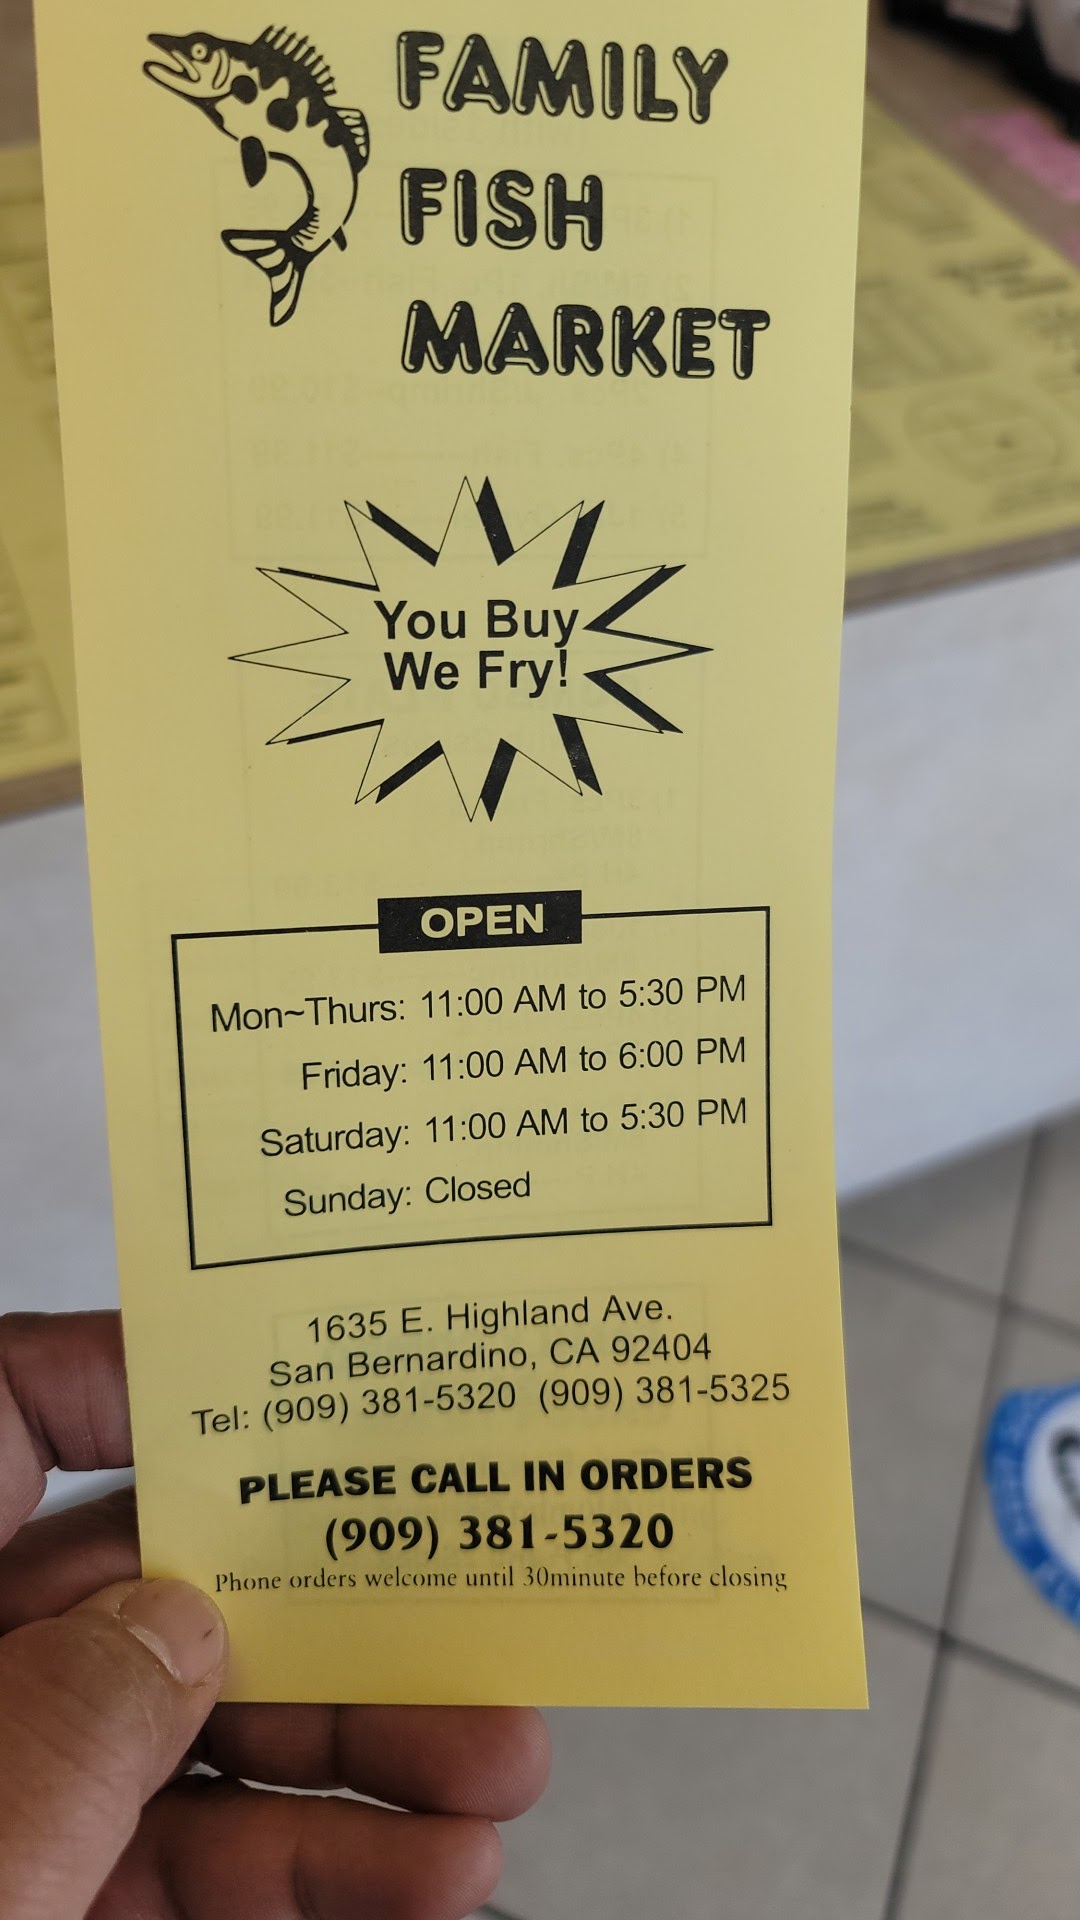 FAMILY
FISH
MARKET
You Buy
We Fry!
OPEN
Mon~Thurs: 11:00 AM to 5:30 PM
Friday: 11:00 AM to 6:00 PM
Saturday: 11:00 AM to 5:30 PM
Sunday: Closed
1635 E. Highland Ave.
San Bernardino, CA 92404
Tel: (909) 381-5320 (909) 381-5325
PLEASE CALL IN ORDERS
(909) 381-5320
Phone orders welcome until 30minute before closing